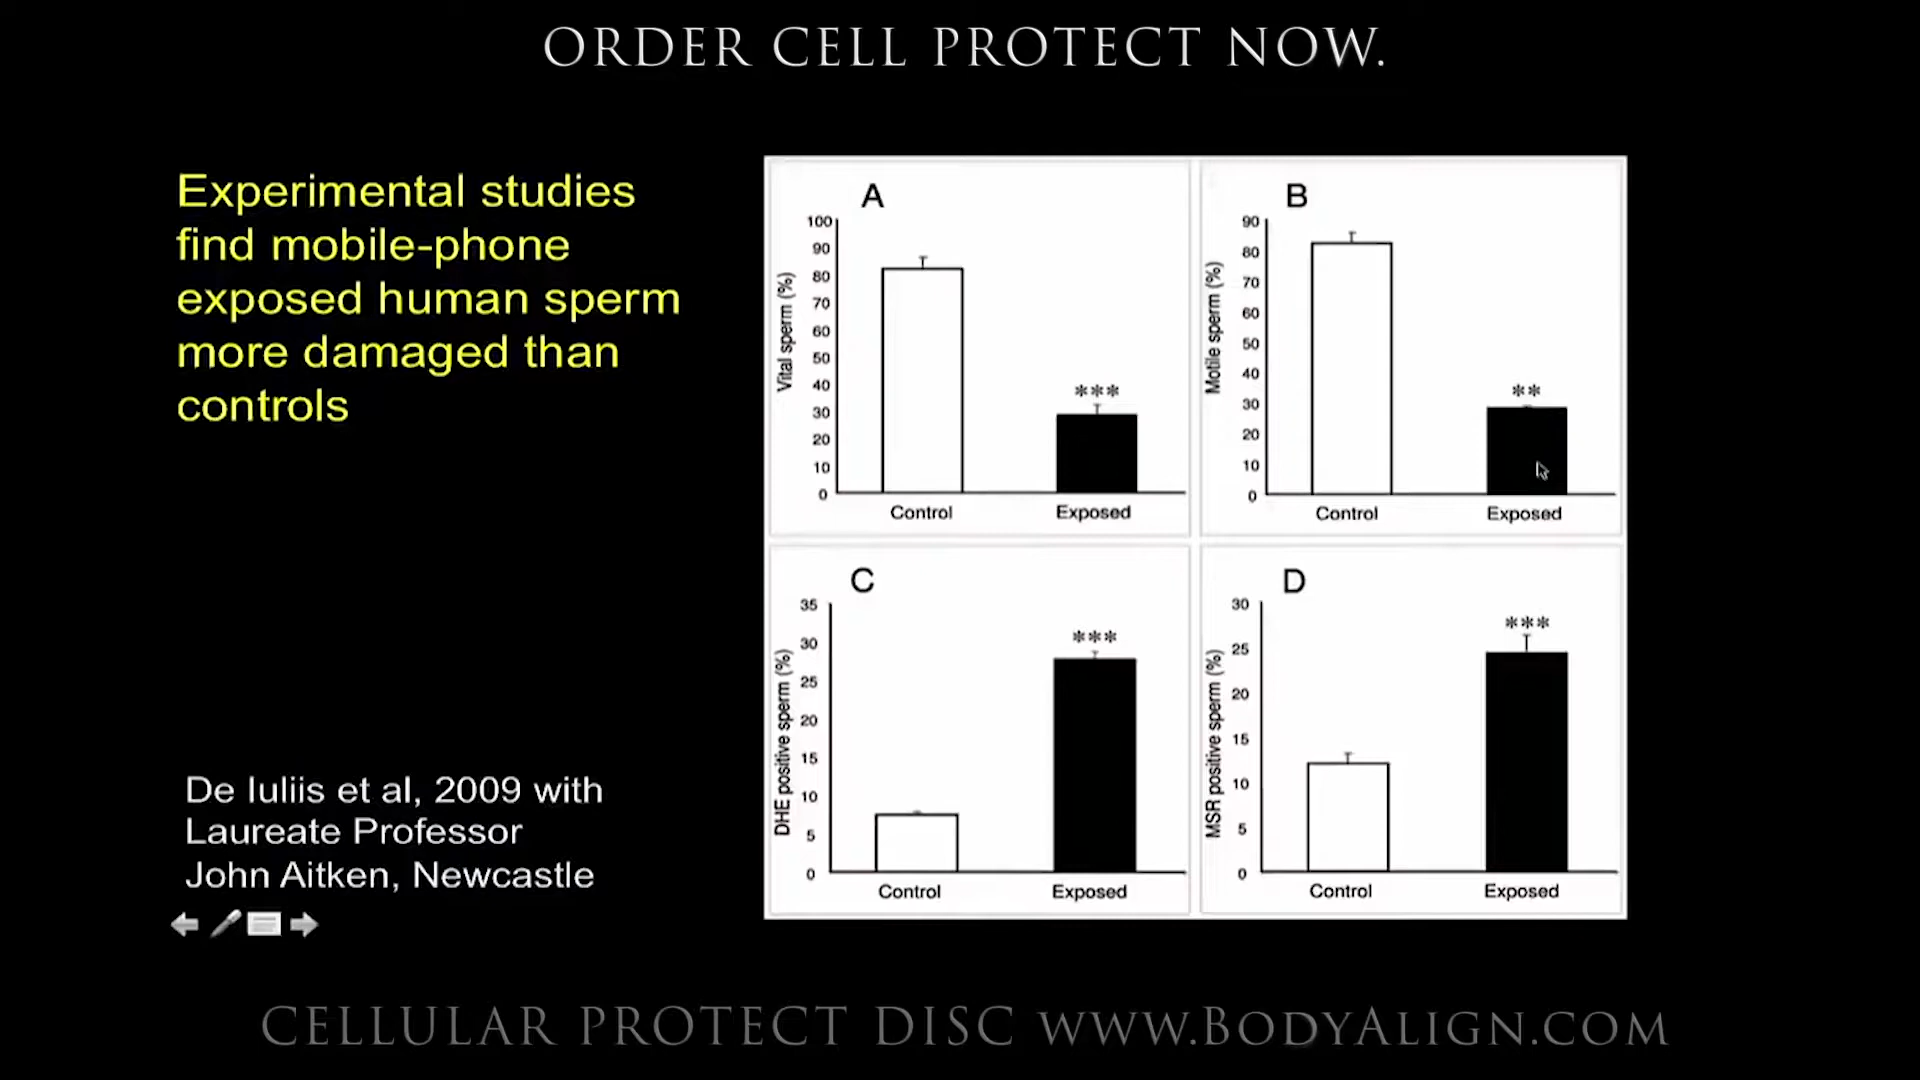 ORDER CELL PROTECT NOW.
Experimental studies
find mobile-phone
exposed human sperm
more damaged than
controls
De Iuliis et al, 2009 with
Laureate Professor
John Aitken, Newcastle
A
Vital sperm (%)
100
90
80
70
60
50
40
30
20
10
0
***
Control Exposed
B
Motile sperm (%)
90
80
70
60
50
40
30
20
10
0
**
Control Exposed
C
DHE positive sperm (%)
35
30
25
20
15
10
5
0
***
Control Exposed
D
MSR positive sperm (%)
30
25
20
15
10
5
0
***
Control Exposed
CELLULAR PROTECT DISC WWW.BODYALIGN.COM